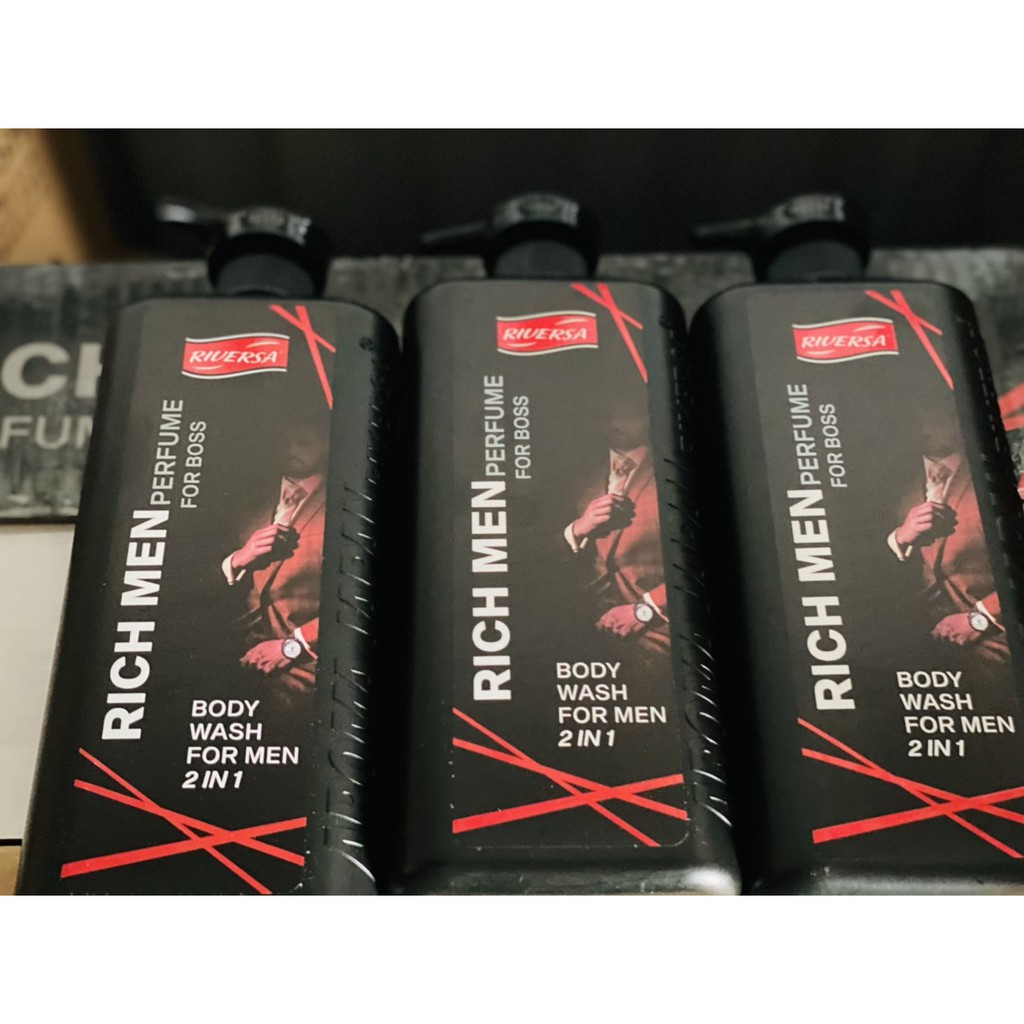 CH
FUM
RIVERSA
RICH MEN PERFUME
FOR BOSS
BODY
WASH
FOR MEN
2 IN 1
RIVERSA
RICH MEN PERFUME
FOR BOSS
BODY
WASH
FOR MEN
2 IN 1
RIVERSA
RICH MEN PERFUME
FOR BOSS
BODY
WASH
FOR MEN
2 IN 1